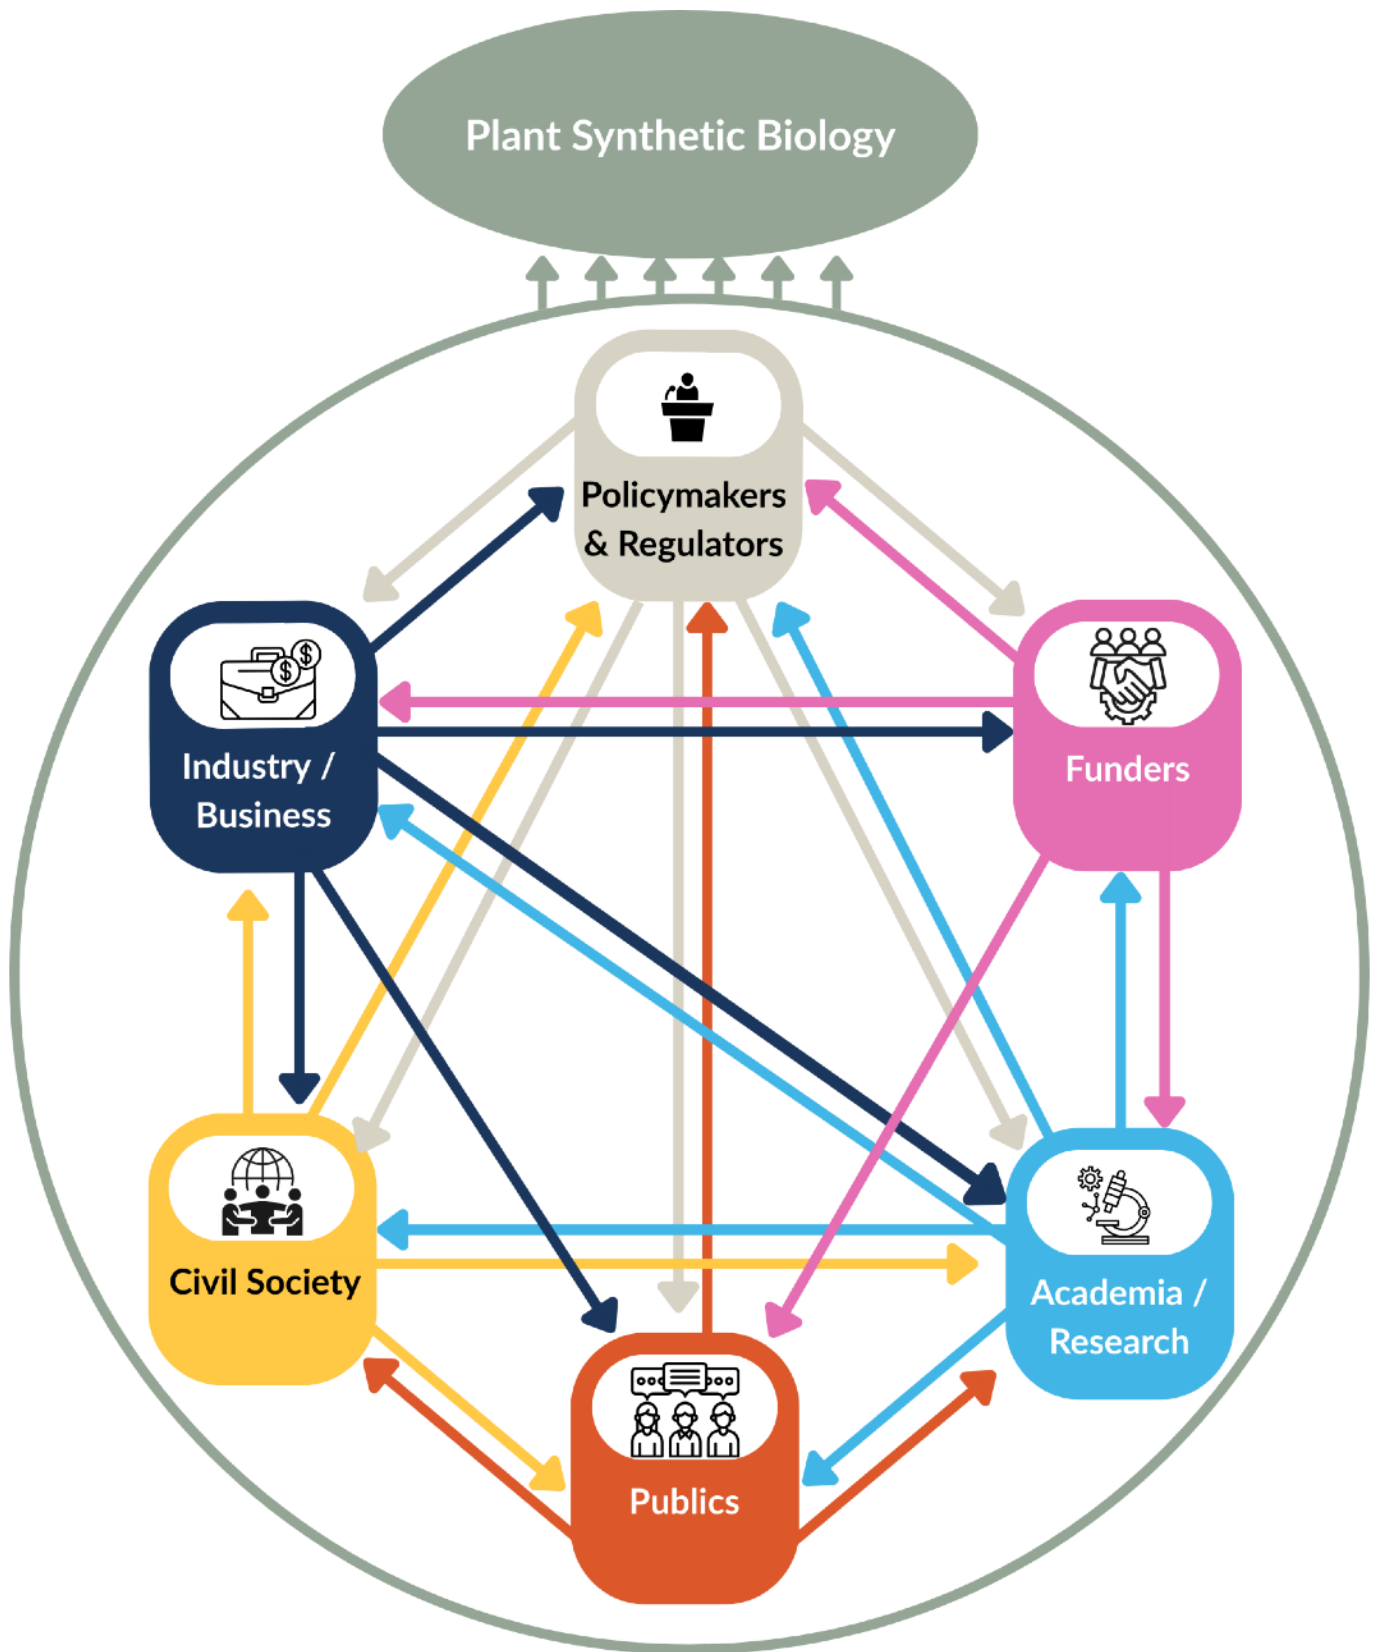 Plant Synthetic Biology
Policymakers
& Regulators
$
$
Industry /
Business
Funders
Civil Society
Academia /
Research
Publics